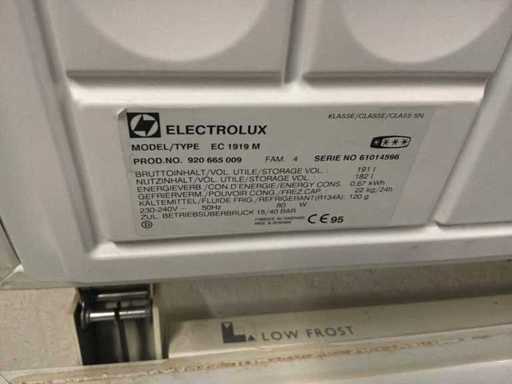 KLASSE/CLASSE/CLASS SN
ELECTROLUX
MODEL/TYPE EC 1919 M
PROD.NO. 920 665 009 FAM. 4 SERIE NO 61014596
BRUTTOINHALT/VOL. UTILE/STORAGE VOL. : 191 l
NUTZINHALT/VOL. UTILE/STORAGE VOL. : 182 l
ENERGIEVERB./CON.D'ENERGIE/ENERGY CON.: 0,67 kWh
GEFRIERVERM./POUVOIR CONG./FREZ.CAP. : 22 kg/24h
KÄLTEMITTEL/FLUIDE FRIG./REFRIGERANT(R134A): 120 g
230-240V 50Hz 80 W
ZUL. BETRIEBSÜBERBRUCK 18/40 BAR
CE 95
LOW FROST